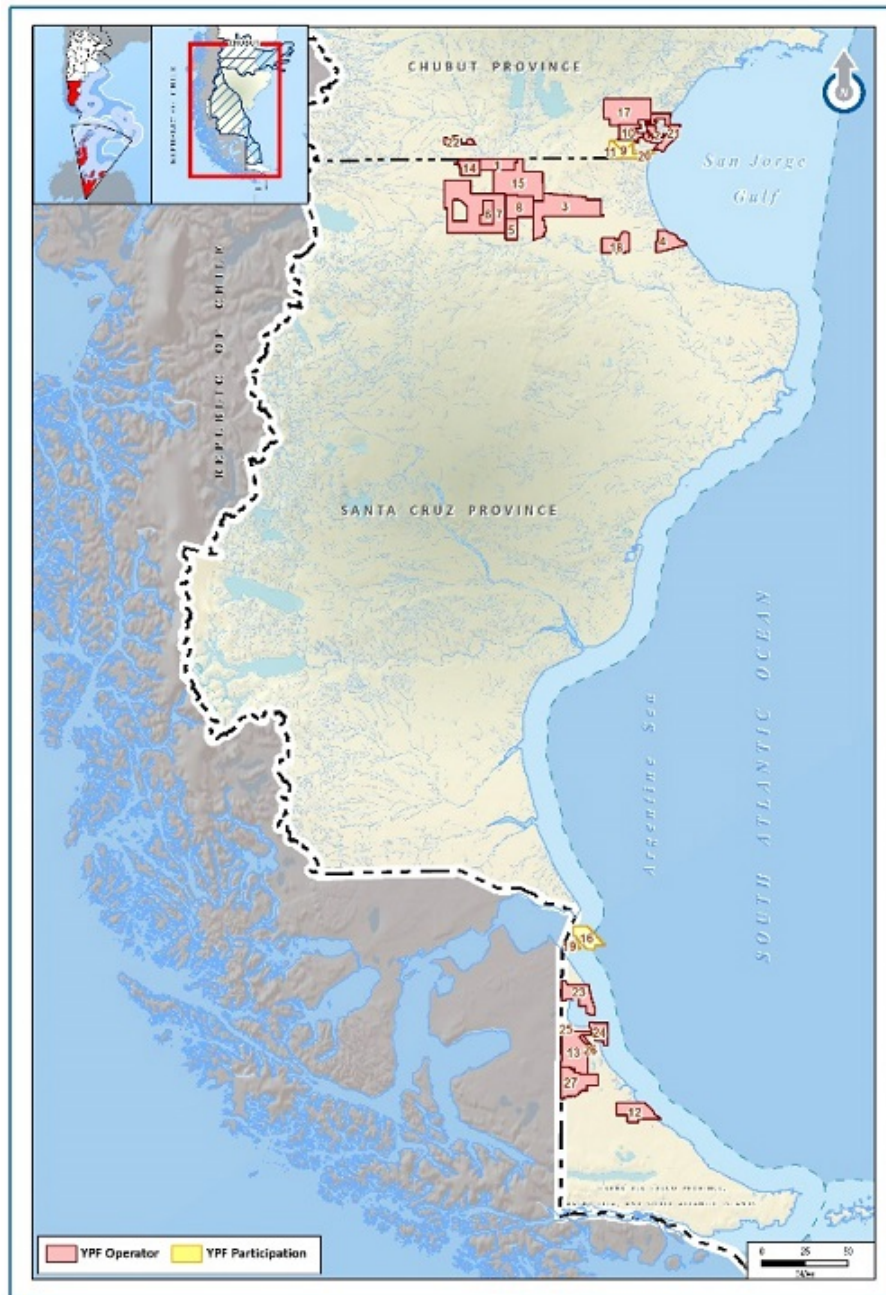 CHUBUT PROVINCE
17
10
2
21
22
11
9
20
San Jorge
Gulf
14
1
15
6
7
8
3
5
18
4
REPUBLIC OF CHILE
SANTA CRUZ PROVINCE
Argentine Sea
SOUTH ATLANTIC OCEAN
16
19
23
25
24
13
27
12
YPF Operator
YPF Participation
0 25 50
N